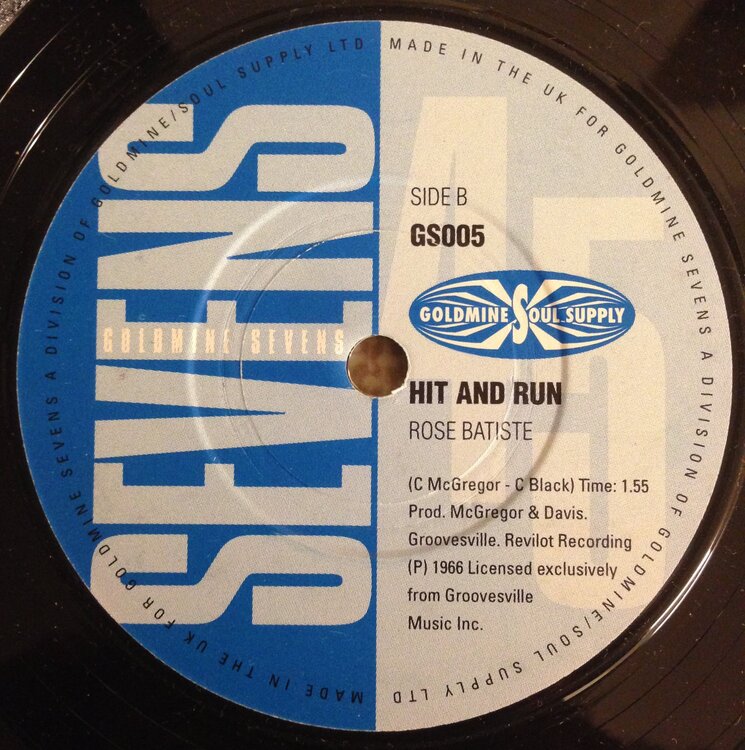 MADE IN THE UK FOR GOLDMINE SEVENS A DIVISION OF GOLDMINE/SOUL SUPPLY LTD
MADE IN THE UK FOR GOLDMINE SEVENS A DIVISION OF GOLDMINE/SOUL SUPPLY LTD
SEVENS
GOLDMINE SEVENS
45
SIDE B
GS005
GOLDMINE SOUL SUPPLY
HIT AND RUN
ROSE BATISTE
(C McGregor - C Black) Time: 1.55
Prod. McGregor & Davis.
Groovesville. Revilot Recording
(P) 1966 Licensed exclusively
from Groovesville
Music Inc.